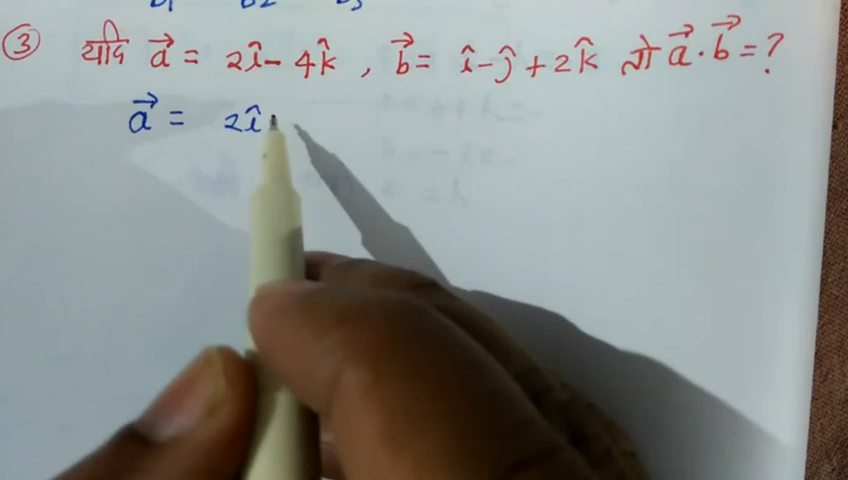 ③ यदि a⃗ = 2î - 4k̂ , b⃗ = î - ĵ + 2k̂ तो a⃗ · b⃗ = ?
a⃗ = 2î